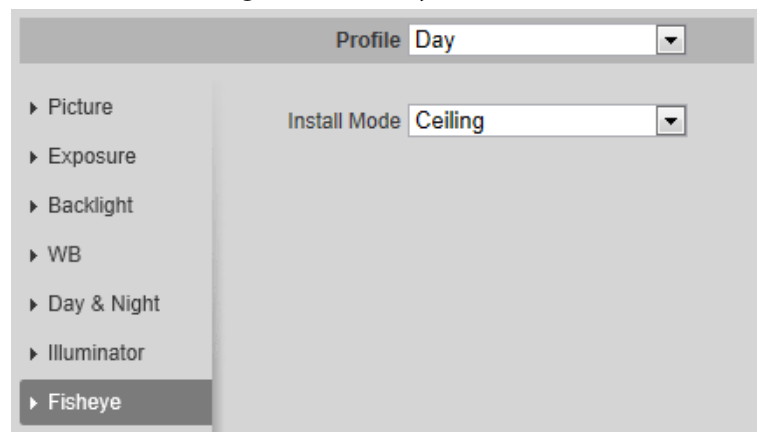 Profile Day
Picture
Install Mode Ceiling
Exposure
Backlight
WB
Day & Night
Illuminator
Fisheye